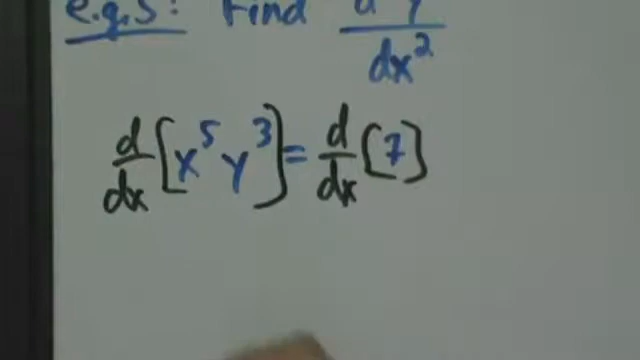 e.g.5: Find d²y/dx²
d/dx[x⁵y³] = d/dx[7]